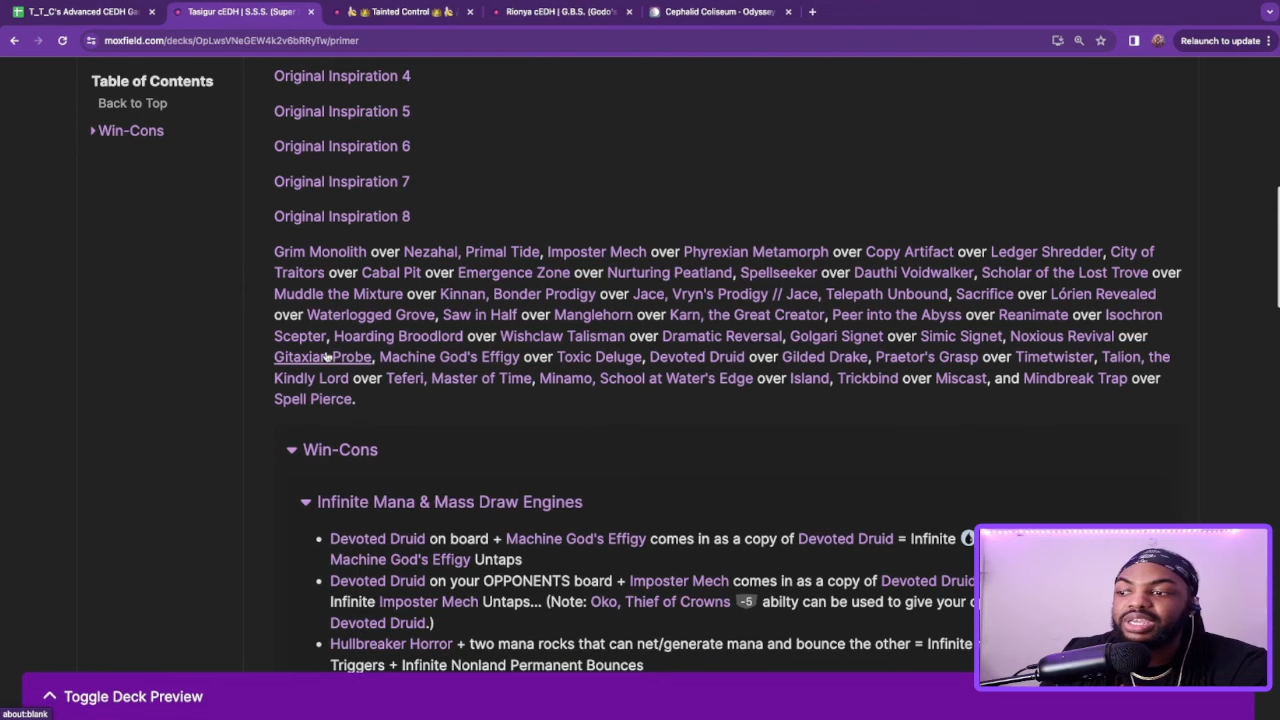 T_T_C's Advanced CEDH Ga
Tasigur cEDH | S.S.S. (Super
Tainted Control
Rionya cEDH | G.B.S. (Godo's
Cephalid Coliseum - Odyssey
moxfield.com/decks/OpLwsVNeGEW4k2v6bRRyTw/primer
Relaunch to update
Table of Contents
Back to Top
Win-Cons
Original Inspiration 4
Original Inspiration 5
Original Inspiration 6
Original Inspiration 7
Original Inspiration 8
Grim Monolith over Nezahal, Primal Tide, Imposter Mech over Phyrexian Metamorph over Copy Artifact over Ledger Shredder, City of
Traitors over Cabal Pit over Emergence Zone over Nurturing Peatland, Spellseeker over Dauthi Voidwalker, Scholar of the Lost Trove over
Muddle the Mixture over Kinnan, Bonder Prodigy over Jace, Vryn's Prodigy // Jace, Telepath Unbound, Sacrifice over Lórien Revealed
over Waterlogged Grove, Saw in Half over Manglehorn over Karn, the Great Creator, Peer into the Abyss over Reanimate over Isochron
Scepter, Hoarding Broodlord over Wishclaw Talisman over Dramatic Reversal, Golgari Signet over Simic Signet, Noxious Revival over
Gitaxian Probe, Machine God's Effigy over Toxic Deluge, Devoted Druid over Gilded Drake, Praetor's Grasp over Timetwister, Talion, the
Kindly Lord over Teferi, Master of Time, Minamo, School at Water's Edge over Island, Trickbind over Miscast, and Mindbreak Trap over
Spell Pierce.
Win-Cons
Infinite Mana & Mass Draw Engines
Devoted Druid on board + Machine God's Effigy comes in as a copy of Devoted Druid = Infinite
Machine God's Effigy Untaps
Devoted Druid on your OPPONENTS board + Imposter Mech comes in as a copy of Devoted Druid
Infinite Imposter Mech Untaps... (Note: Oko, Thief of Crowns -5 abilty can be used to give your
Devoted Druid.)
Hullbreaker Horror + two mana rocks that can net/generate mana and bounce the other = Infinite
Triggers + Infinite Nonland Permanent Bounces
Toggle Deck Preview
about:blank